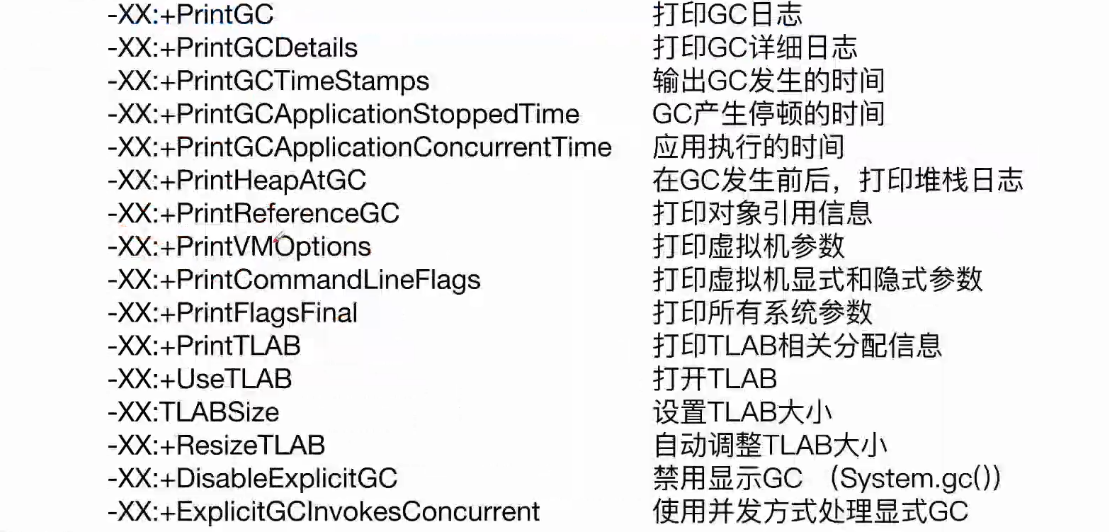 -XX:+PrintGC 打印GC日志
-XX:+PrintGCDetails 打印GC详细日志
-XX:+PrintGCTimeStamps 输出GC发生的时间
-XX:+PrintGCApplicationStoppedTime GC产生停顿的时间
-XX:+PrintGCApplicationConcurrentTime 应用执行的时间
-XX:+PrintHeapAtGC 在GC发生前后，打印堆栈日志
-XX:+PrintReferenceGC 打印对象引用信息
-XX:+PrintVMOptions 打印虚拟机参数
-XX:+PrintCommandLineFlags 打印虚拟机显式和隐式参数
-XX:+PrintFlagsFinal 打印所有系统参数
-XX:+PrintTLAB 打印TLAB相关分配信息
-XX:+UseTLAB 打开TLAB
-XX:TLABSize 设置TLAB大小
-XX:+ResizeTLAB 自动调整TLAB大小
-XX:+DisableExplicitGC 禁用显示GC （System.gc()）
-XX:+ExplicitGCInvokesConcurrent 使用并发方式处理显式GC